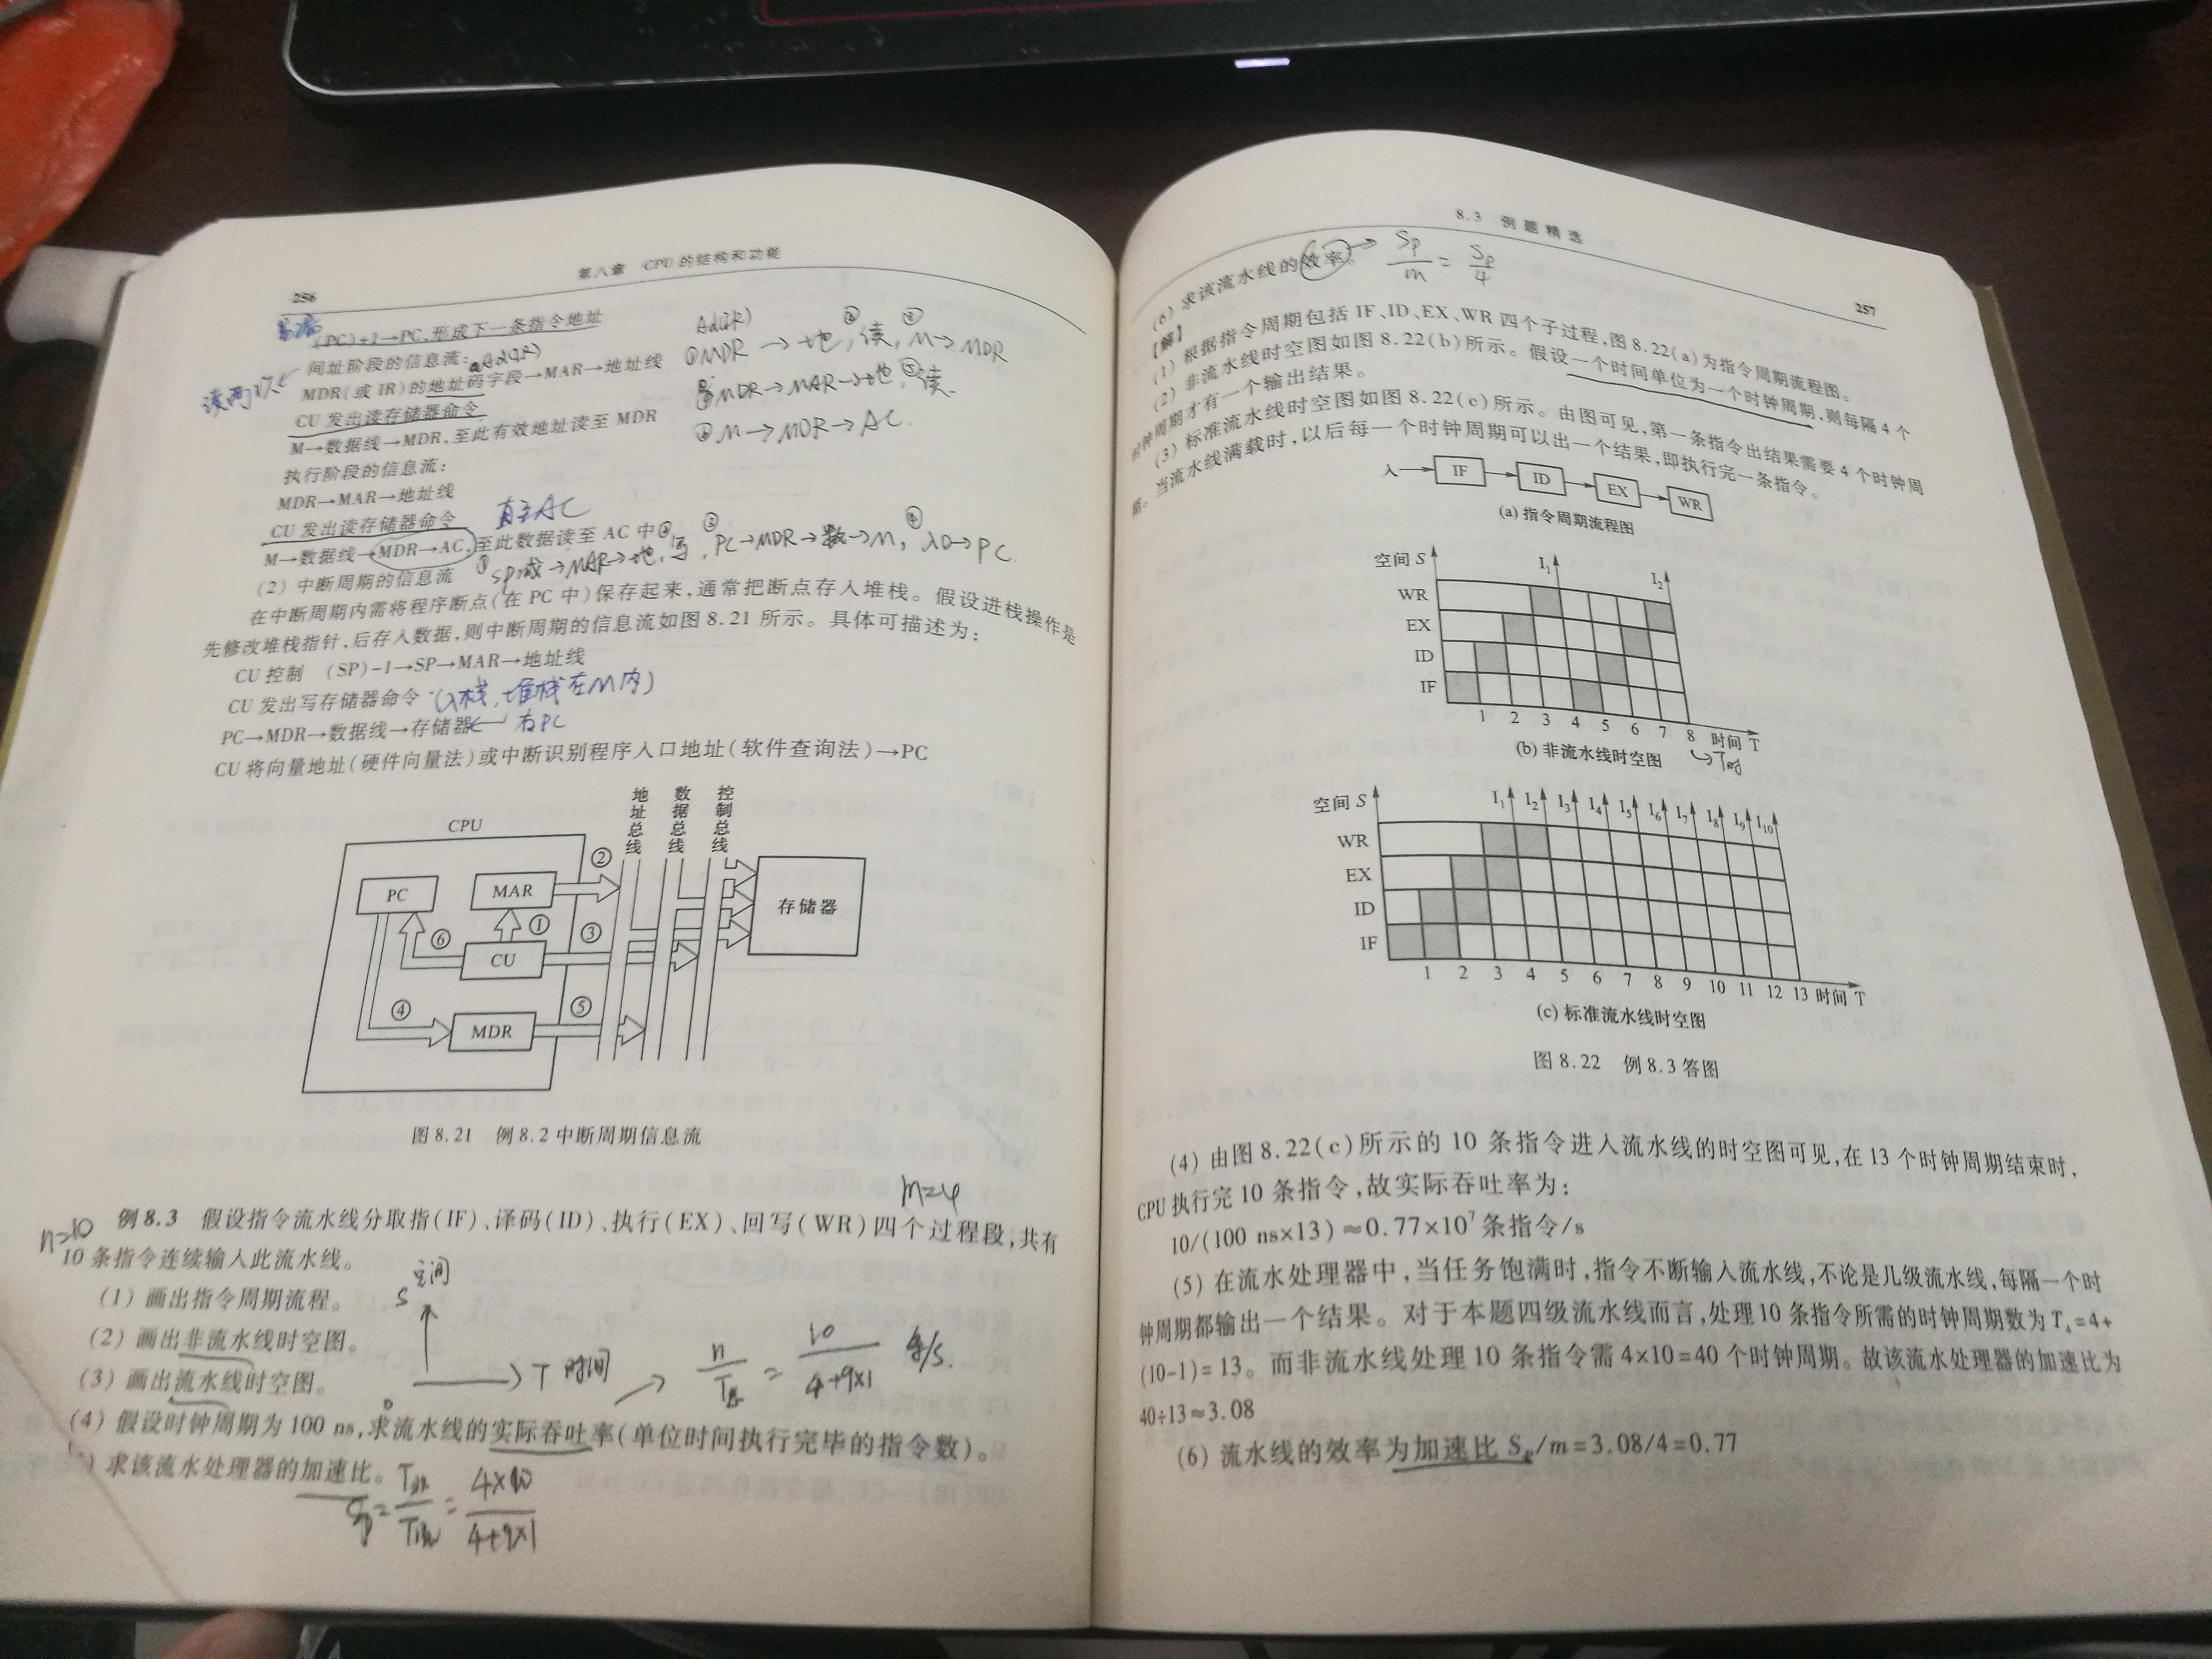 256
第八章 CPU 的结构和功能
(PC)+1→PC,形成下一条指令地址
间址阶段的信息流:
Ad(IR)
读两次
MDR(或 IR)的地址码字段→MAR→地址线
CU 发出读存储器命令
M→数据线→MDR,至此有效地址读至 MDR
执行阶段的信息流:
MDR→MAR→地址线
CU 发出读存储器命令
直至AC
M→数据线→MDR→AC,至此数据读至 AC 中
Ad(IR)
①MDR → 地, ②读, ③M→MDR
MDR→MAR→地, 读
④M→MDR→AC.
(2) 中断周期的信息流
①SP减→MAR→地, ②写, ③PC→MDR→数→M, ④入口→PC
在中断周期内需将程序断点(在 PC 中)保存起来,通常把断点存入堆栈。假设进栈操作是
先修改堆栈指针,后存入数据,则中断周期的信息流如图 8.21 所示。具体可描述为:
CU 控制 (SP)-1→SP→MAR→地址线
CU 发出写存储器命令
(入栈,堆栈在M内)
PC→MDR→数据线→存储器
存PC
CU 将向量地址(硬件向量法)或中断识别程序入口地址(软件查询法)→PC
地址总线
数据总线
控制总线
CPU
PC
MAR
CU
MDR
存储器
①
②
③
④
⑤
⑥
图 8.21 例 8.2 中断周期信息流
m=4
n=10
例 8.3 假设指令流水线分取指(IF)、译码(ID)、执行(EX)、回写(WR)四个过程段,共有
10 条指令连续输入此流水线。
(1) 画出指令周期流程。
(2) 画出非流水线时空图。
(3) 画出流水线时空图。
S 空间
T 时间
n/T = 10/(4+9×1) 条/s.
(4) 假设时钟周期为 100 ns,求流水线的实际吞吐率(单位时间执行完毕的指令数)。
) 求该流水处理器的加速比。
Sp = = 4×10/(4+9×1)
8.3 例题精选
257
(6) 求该流水线的效率。
Sp/m = Sp/4
【解】
(1) 根据指令周期包括 IF、ID、EX、WR 四个子过程,图 8.22(a)为指令周期流程图。
(2) 非流水线时空图如图 8.22(b)所示。假设一个时间单位为一个时钟周期,则每隔 4 个
时钟周期才有一个输出结果。
(3) 标准流水线时空图如图 8.22(c)所示。由图可见,第一条指令出结果需要 4 个时钟周
期。当流水线满载时,以后每一个时钟周期可以出一个结果,即执行完一条指令。
入→IF→ID→EX→WR
(a) 指令周期流程图
空间 S
I₁ I₂
WR
EX
ID
IF
1 2 3 4 5 6 7 8 时间 T
(b) 非流水线时空图
空间 S
I₁ I₂ I₃ I₄ I₅ I₆ I₇ I₈ I₉ I₁₀
WR
EX
ID
IF
1 2 3 4 5 6 7 8 9 10 11 12 13 时间 T
(c) 标准流水线时空图
图 8.22 例 8.3 答图
(4) 由图 8.22(c)所示的 10 条指令进入流水线的时空图可见,在 13 个时钟周期结束时,
CPU 执行完 10 条指令,故实际吞吐率为:
10/(100 ns×13)≈0.77×10⁷ 条指令/s
(5) 在流水处理器中,当任务饱满时,指令不断输入流水线,不论是几级流水线,每隔一个时
钟周期都输出一个结果。对于本题四级流水线而言,处理 10 条指令所需的时钟周期数为 T₄=4+
(10-1)=13。而非流水线处理 10 条指令需 4×10=40 个时钟周期。故该流水处理器的加速比为
40÷13≈3.08
(6) 流水线的效率为加速比 Sp/m=3.08/4=0.77